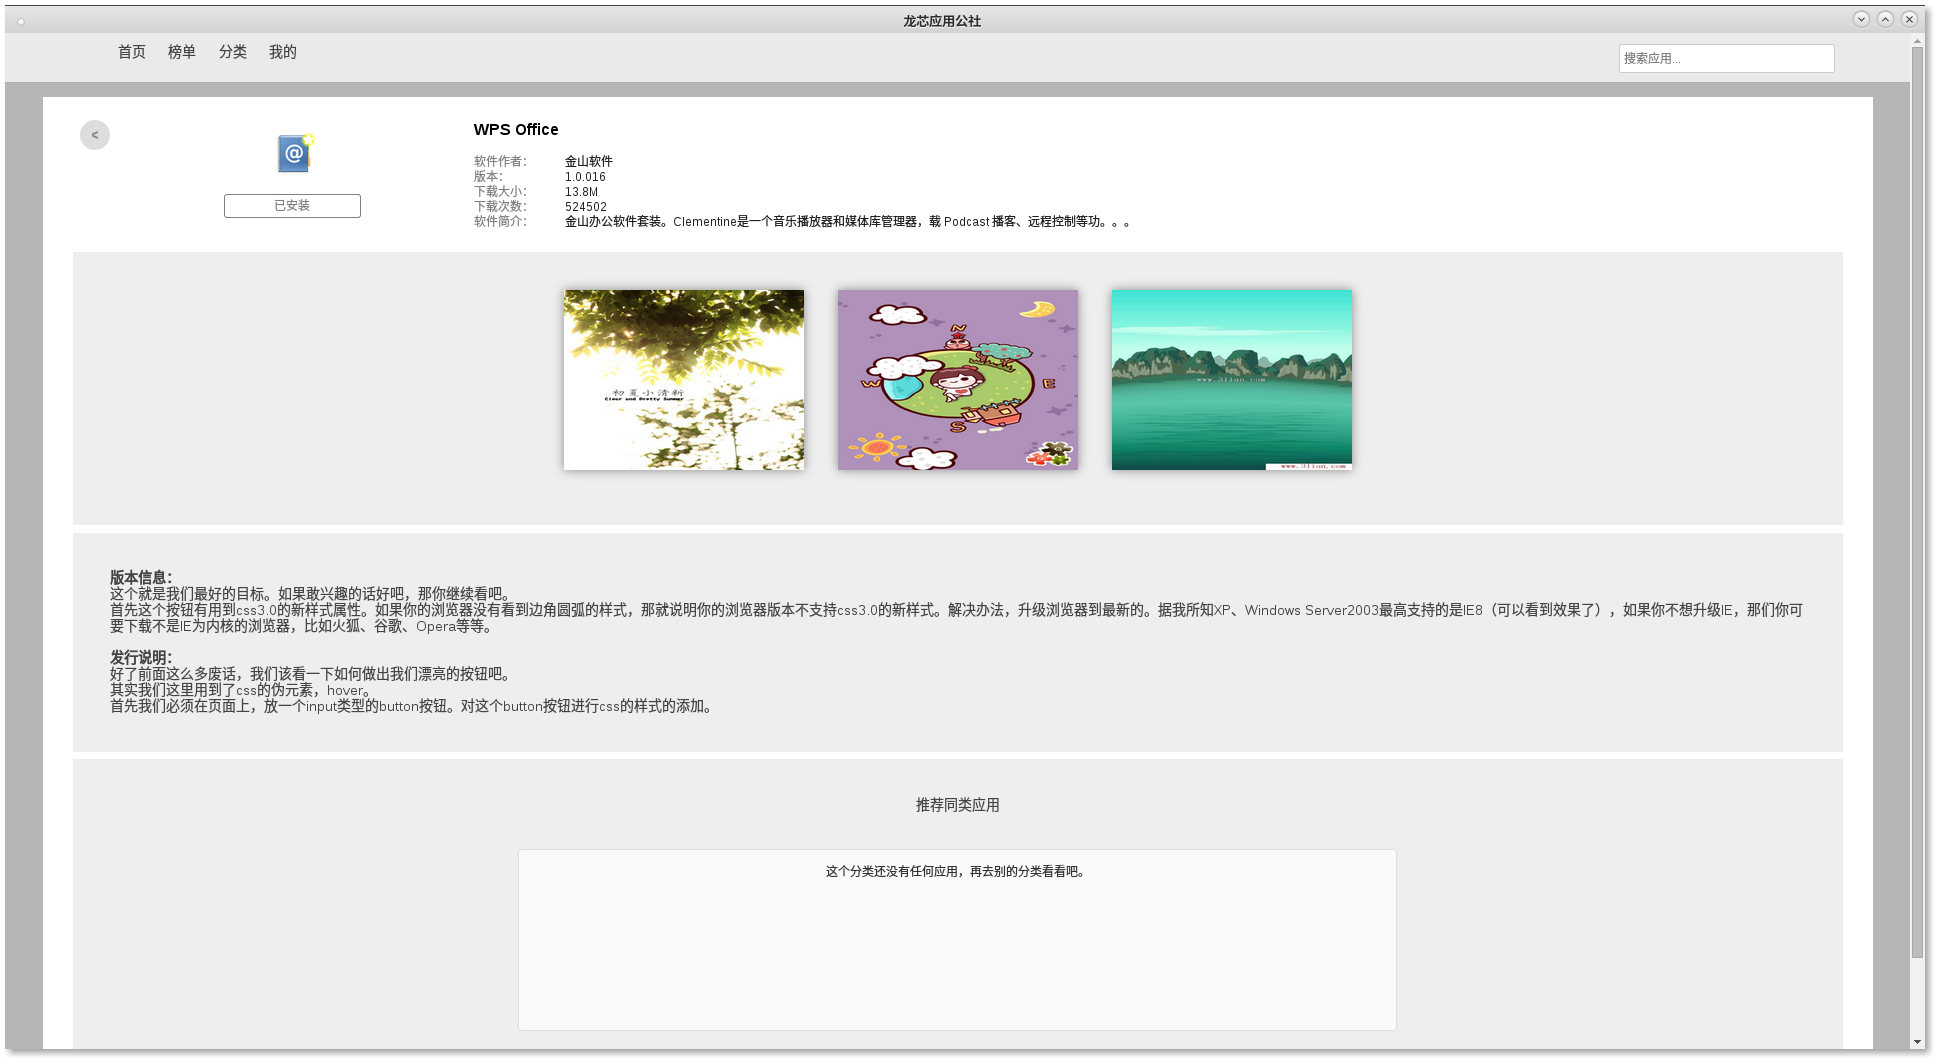 龙芯应用公社
首页 榜单 分类 我的
搜索应用...
<
WPS Office
@
已安装
软件作者： 金山软件
版本： 1.0.016
下载大小： 13.8M
下载次数： 524502
软件简介： 金山办公软件套装。Clementine是一个音乐播放器和媒体库管理器，载 Podcast 播客、远程控制等功。。。
初夏小清新
Clear and Pretty Summer
N
W
E
S
www.3lian.com
www.3lian.com
版本信息：
这个就是我们最好的目标。如果敢兴趣的话好吧，那你继续看吧。
首先这个按钮有用到css3.0的新样式属性。如果你的浏览器没有看到边角圆弧的样式，那就说明你的浏览器版本不支持css3.0的新样式。解决办法，升级浏览器到最新的。据我所知XP、Windows Server2003最高支持的是IE8（可以看到效果了），如果你不想升级IE，那们你可
要下载不是IE为内核的浏览器，比如火狐、谷歌、Opera等等。
发行说明：
好了前面这么多废话，我们该看一下如何做出我们漂亮的按钮吧。
其实我们这里用到了css的伪元素，hover。
首先我们必须在页面上，放一个input类型的button按钮。对这个button按钮进行css的样式的添加。
推荐同类应用
这个分类还没有任何应用，再去别的分类看看吧。